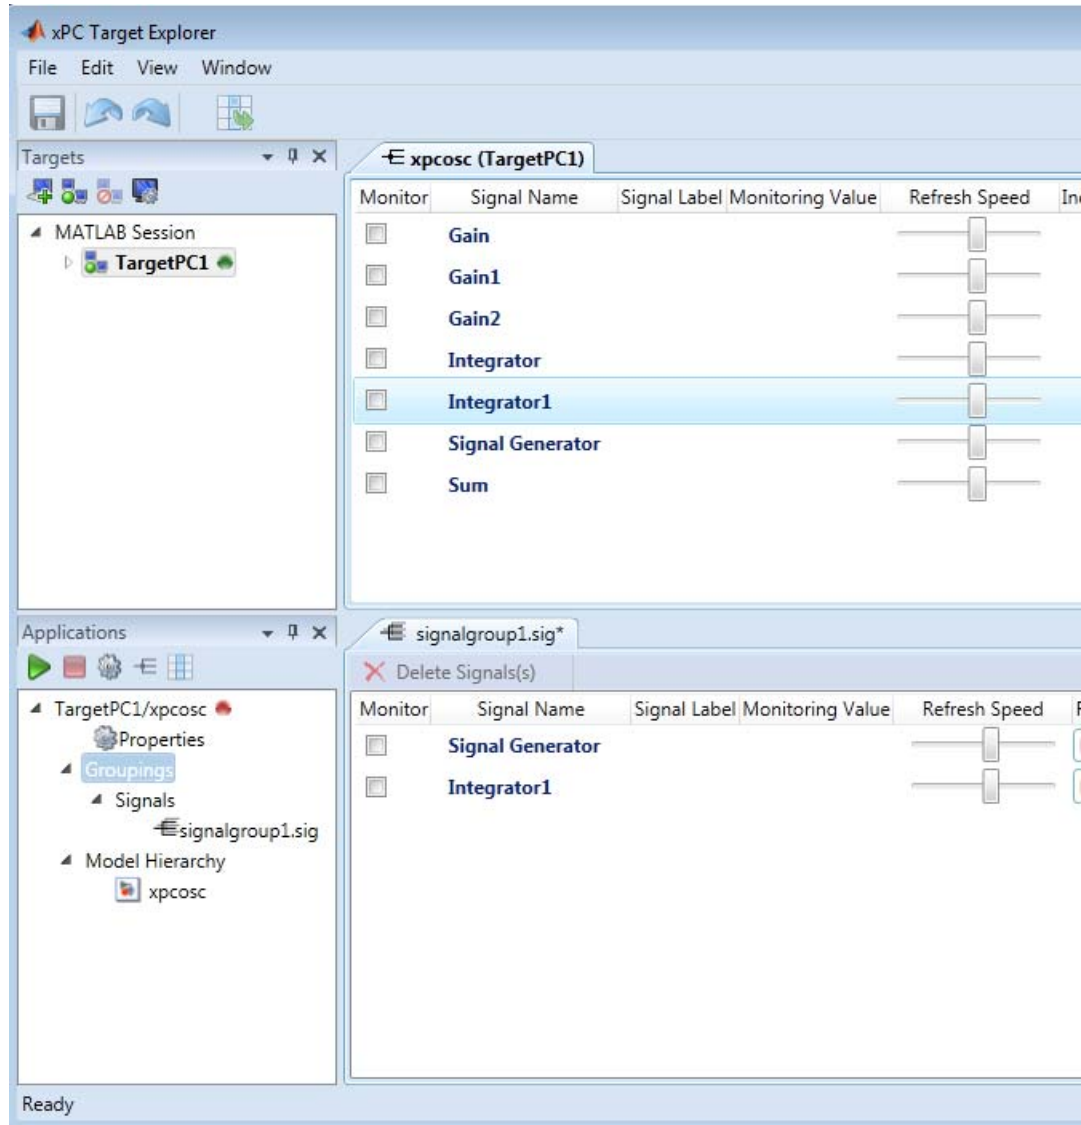 xPC Target Explorer
File Edit View Window
Targets
MATLAB Session
TargetPC1
xpcosc (TargetPC1)
Monitor Signal Name Signal Label Monitoring Value Refresh Speed
Gain
Gain1
Gain2
Integrator
Integrator1
Signal Generator
Sum
Applications
TargetPC1/xpcosc
Properties
Groupings
Signals
signalgroup1.sig
Model Hierarchy
xpcosc
signalgroup1.sig*
Delete Signals(s)
Monitor Signal Name Signal Label Monitoring Value Refresh Speed
Signal Generator
Integrator1
Ready